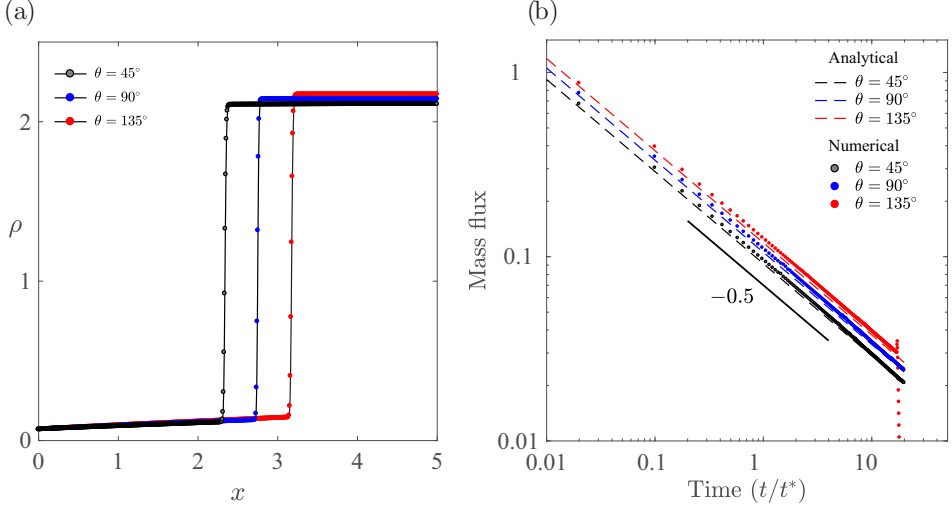 (a)
θ = 45°
θ = 90°
θ = 135°
ρ
2
1
0
0 1 2 3 4 5
x
(b)
Analytical
θ = 45°
θ = 90°
θ = 135°
Numerical
θ = 45°
θ = 90°
θ = 135°
−0.5
Mass flux
1
0.1
0.01
0.01 0.1 1 10
Time (t/t*)